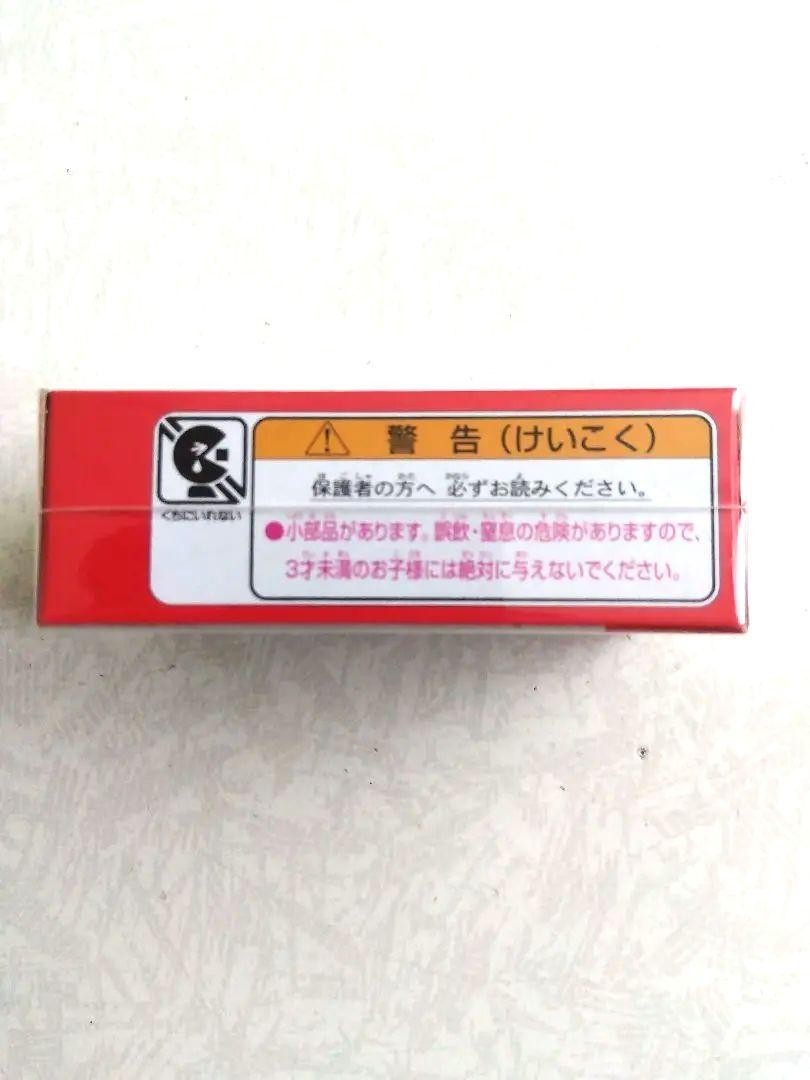 警告(けいこく)
保護者の方へ 必ずお読みください。
くちにいれない
●小部品があります。誤飲・窒息の危険がありますので、
3才未満のお子様には絶対に与えないでください。